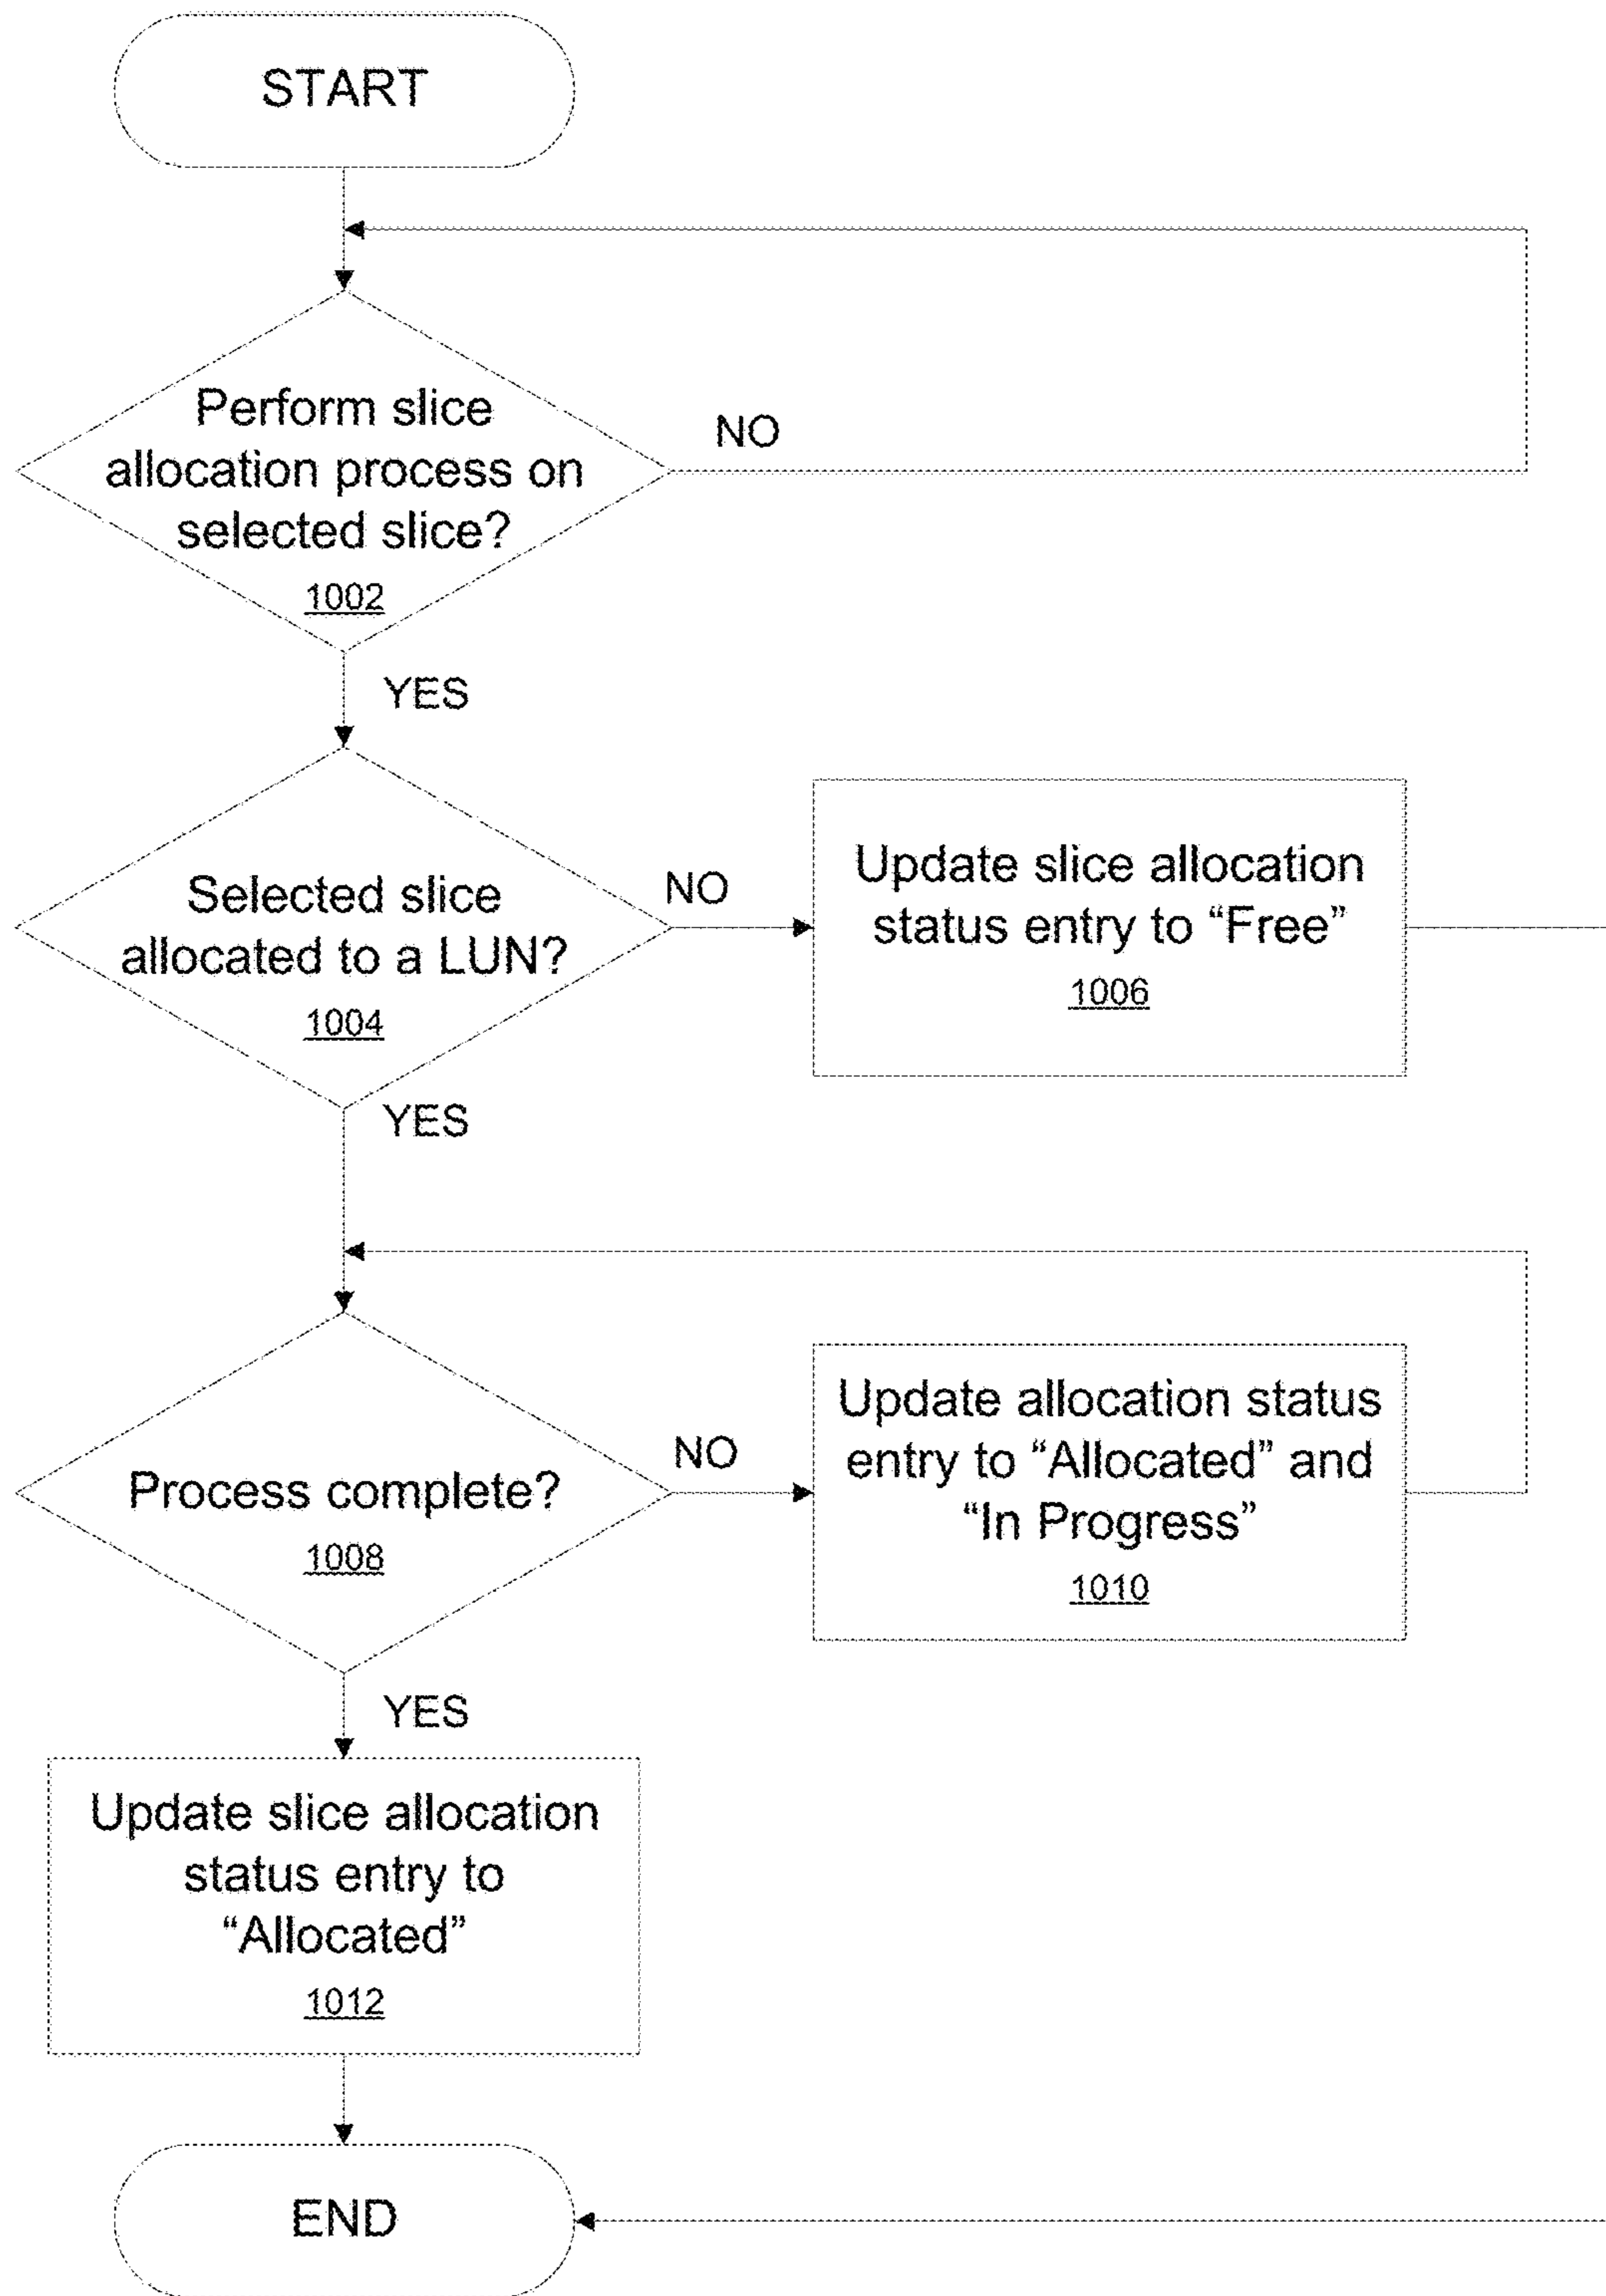 START
Perform slice
allocation process on
selected slice?
1002
NO
YES
Selected slice
allocated to a LUN?
1004
NO
Update slice allocation
status entry to “Free”
1006
YES
Process complete?
1008
NO
Update allocation status
entry to “Allocated” and
“In Progress”
1010
YES
Update slice allocation
status entry to
“Allocated”
1012
END